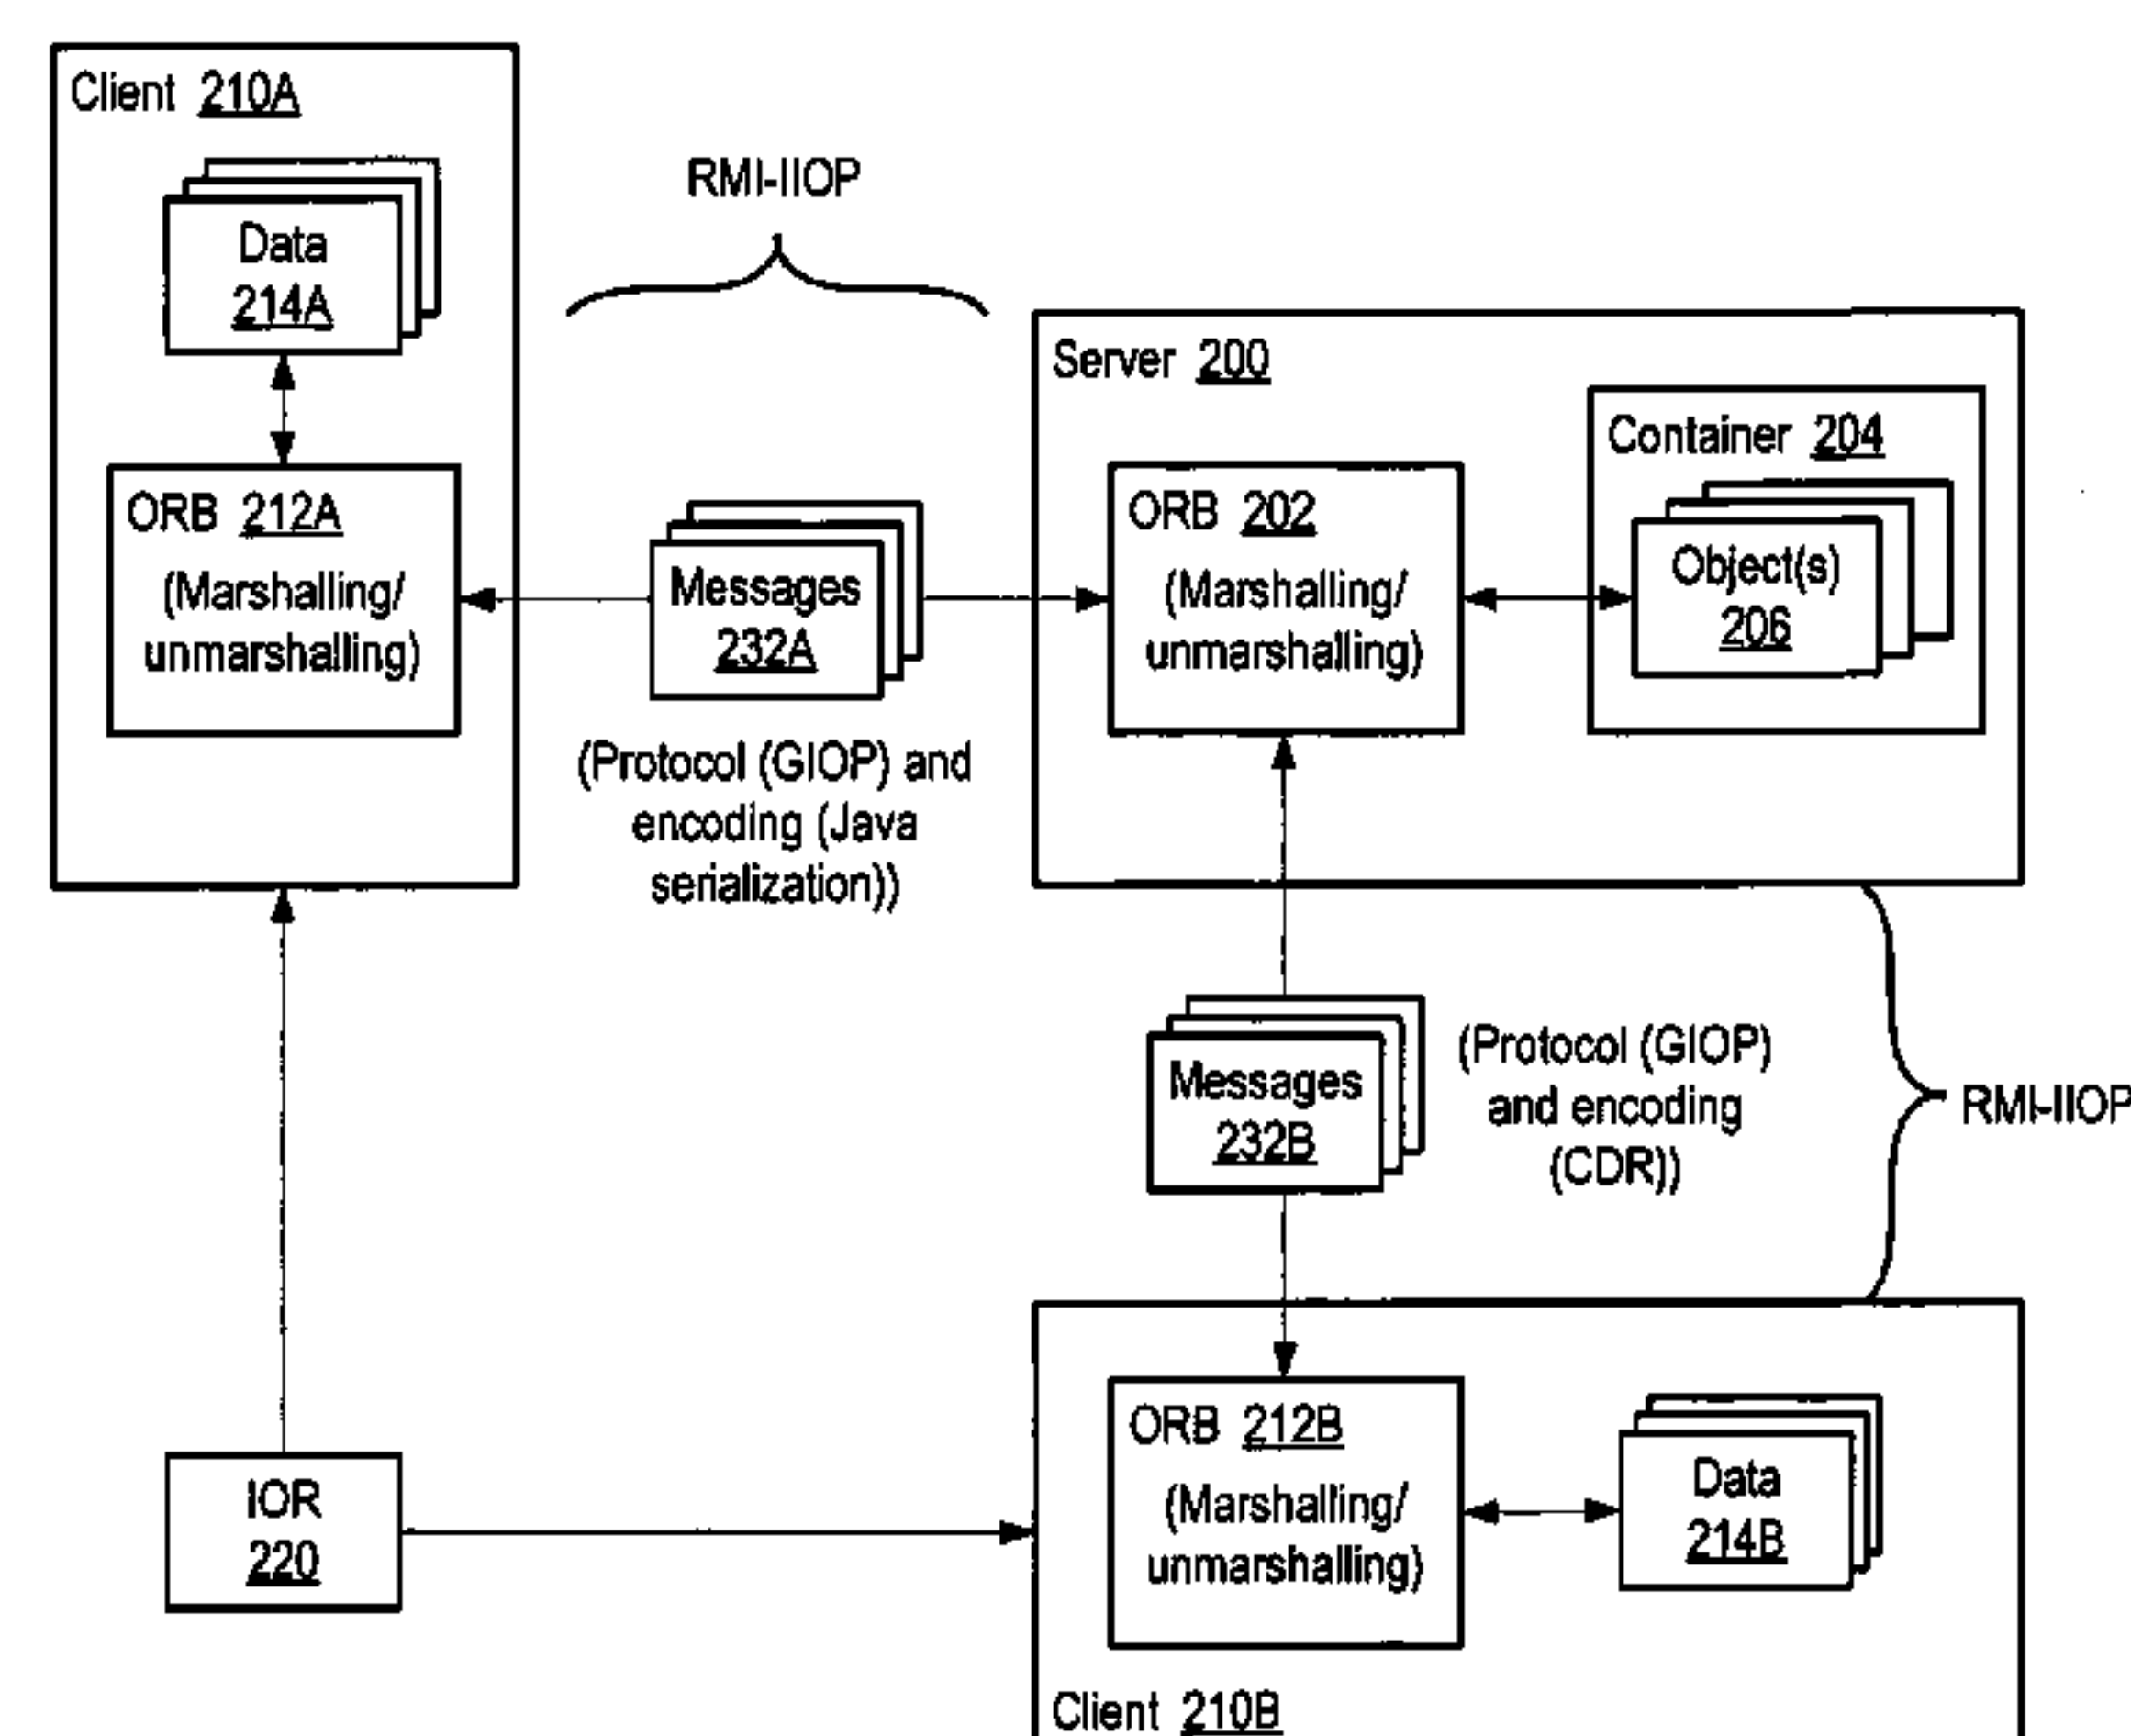 Client 210A
Data
214A
ORB 212A
(Marshalling/
unmarshalling)
RMI-IIOP
Messages
232A
(Protocol (GIOP) and
encoding (Java
serialization))
Server 200
ORB 202
(Marshalling/
unmarshalling)
Container 204
Object(s)
206
Messages
232B
(Protocol (GIOP)
and encoding
(CDR))
RMI-IIOP
IOR
220
ORB 212B
(Marshalling/
unmarshalling)
Data
214B
Client 210B